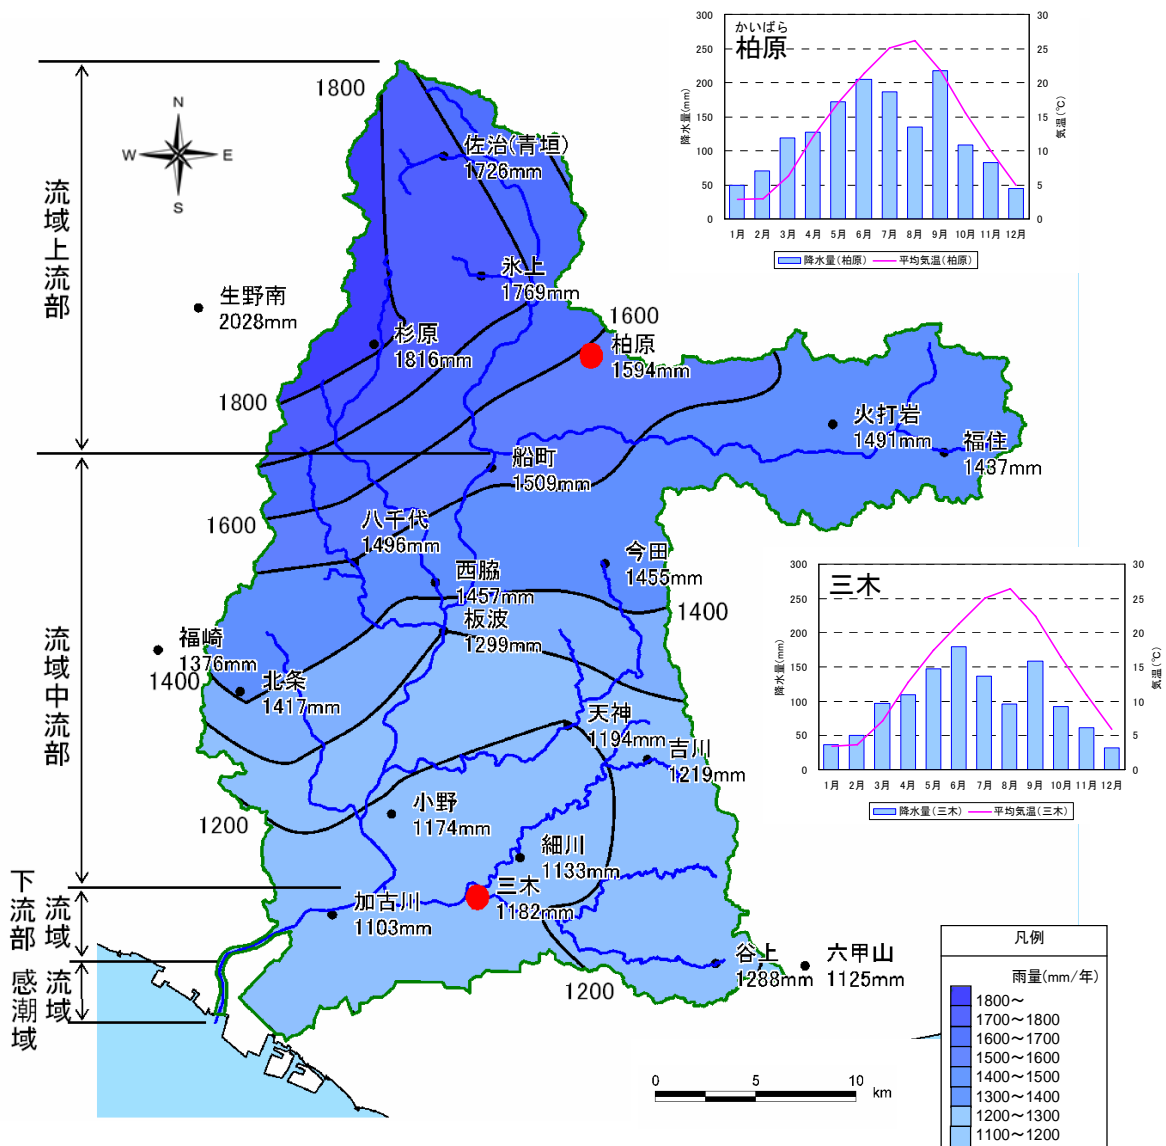 N
W E
S
流域上流部
流域中流部
流域下流部
流域感潮域
1800
佐治(青垣)
1726mm
氷上
1769mm
生野南
2028mm
杉原
1816mm
1600
柏原
1594mm
1800
火打岩
1491mm
福住
1437mm
船町
1509mm
1600
八千代
1496mm
今田
1455mm
西脇
1457mm
1400
板波
1299mm
福崎
1376mm
1400
北条
1417mm
天神
1194mm
吉川
1219mm
小野
1174mm
1200
細川
1133mm
三木
1182mm
加古川
1103mm
谷上
1288mm
六甲山
1125mm
1200
0 5 10
km
かいばら
柏原
降水量(mm)
300
250
200
150
100
50
0
30
25
20
15
10
5
0
気温(℃)
1月 2月 3月 4月 5月 6月 7月 8月 9月 10月 11月 12月
降水量(柏原) 平均気温(柏原)
三木
降水量(mm)
300
250
200
150
100
50
0
30
25
20
15
10
5
0
気温(℃)
1月 2月 3月 4月 5月 6月 7月 8月 9月 10月 11月 12月
降水量(三木) 平均気温(三木)
凡例
雨量(mm/年)
1800～
1700～1800
1600～1700
1500～1600
1400～1500
1300～1400
1200～1300
1100～1200